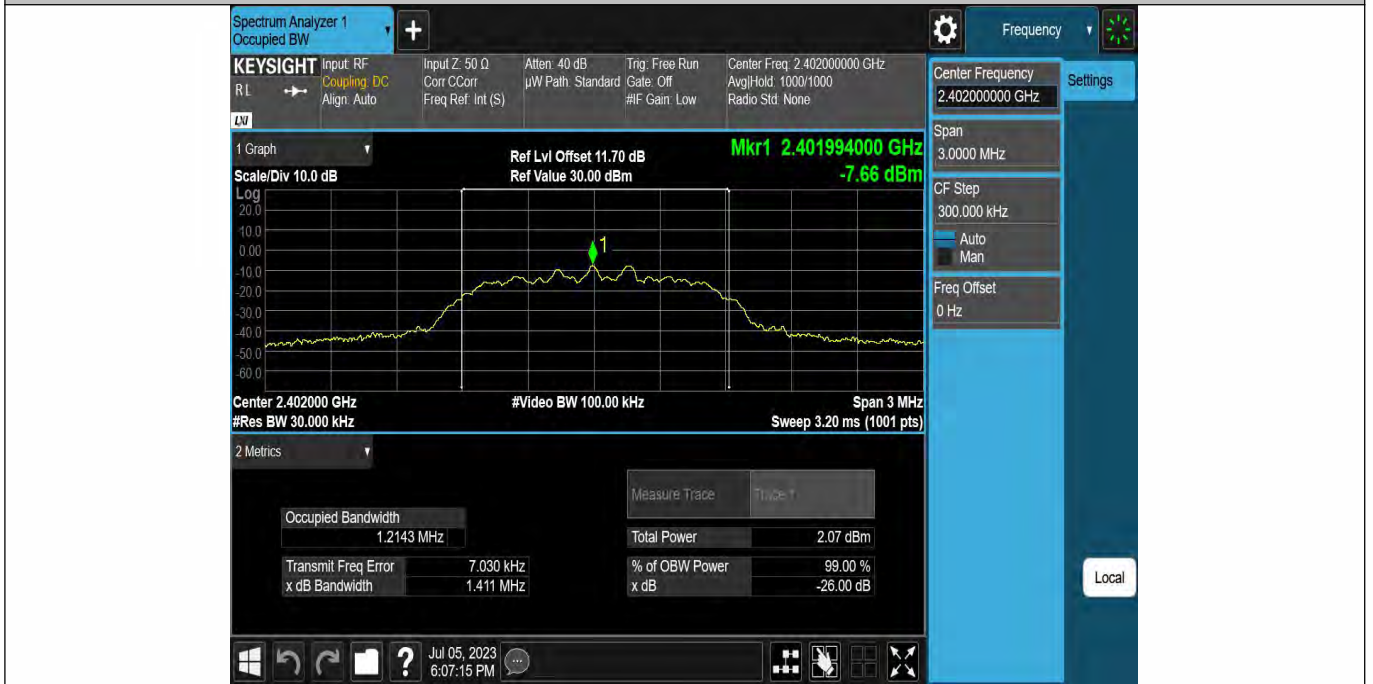 Spectrum Analyzer 1
Occupied BW
+
Frequency
KEYSIGHT
RL
LXI
Input: RF
Coupling: DC
Align: Auto
Input Z: 50 Ω
Corr CCorr
Freq Ref: Int (S)
Atten: 40 dB
µW Path: Standard
Trig: Free Run
Gate: Off
#IF Gain: Low
Center Freq: 2.402000000 GHz
Avg|Hold: 1000/1000
Radio Std: None
Center Frequency
2.402000000 GHz
Settings
Span
3.0000 MHz
CF Step
300.000 kHz
Auto
Man
Freq Offset
0 Hz
Local
1 Graph
Scale/Div 10.0 dB
Ref Lvl Offset 11.70 dB
Ref Value 30.00 dBm
Mkr1 2.401994000 GHz
-7.66 dBm
Log
20.0
10.0
0.00
-10.0
-20.0
-30.0
-40.0
-50.0
-60.0
1
Center 2.402000 GHz
#Res BW 30.000 kHz
#Video BW 100.00 kHz
Span 3 MHz
Sweep 3.20 ms (1001 pts)
2 Metrics
Measure Trace Trace 1
Occupied Bandwidth
1.2143 MHz
Total Power 2.07 dBm
Transmit Freq Error 7.030 kHz
% of OBW Power 99.00 %
x dB Bandwidth 1.411 MHz
x dB -26.00 dB
?
Jul 05, 2023
6:07:15 PM